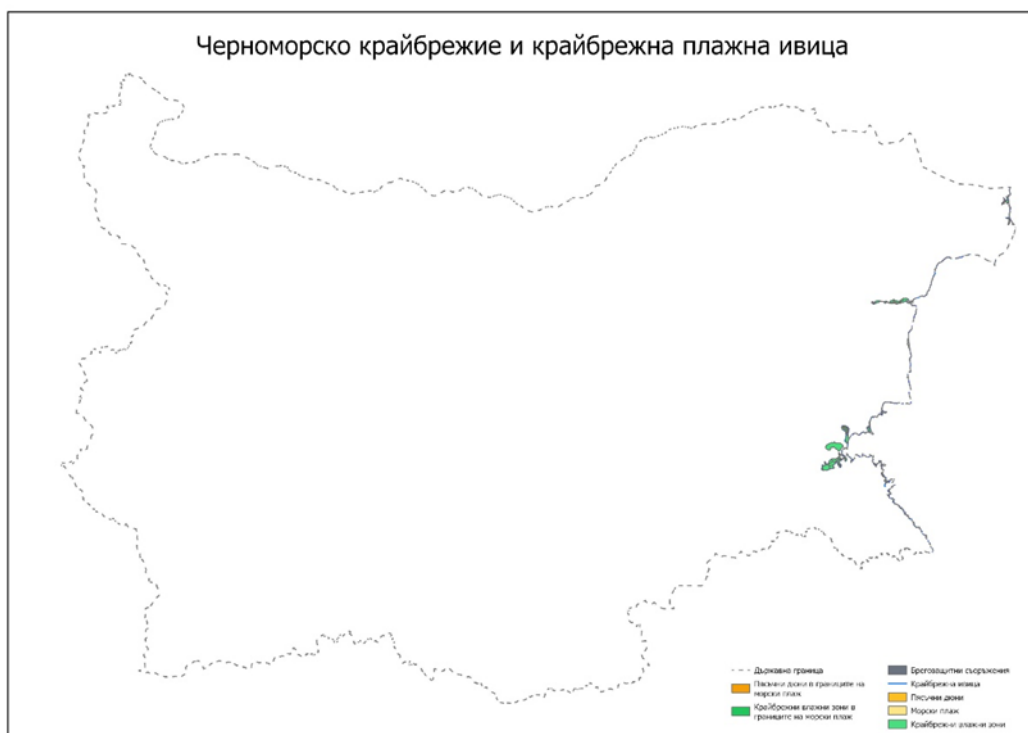 Черноморско крайбрежие и крайбрежна плажна ивица
Държавна граница
Пясъчни дюни в границите на
морски плаж
Крайбрежни влажни зони в
границите на морски плаж
Брегозащитни съоръжения
Крайбрежна ивица
Пясъчни дюни
Морски плаж
Крайбрежни влажни зони